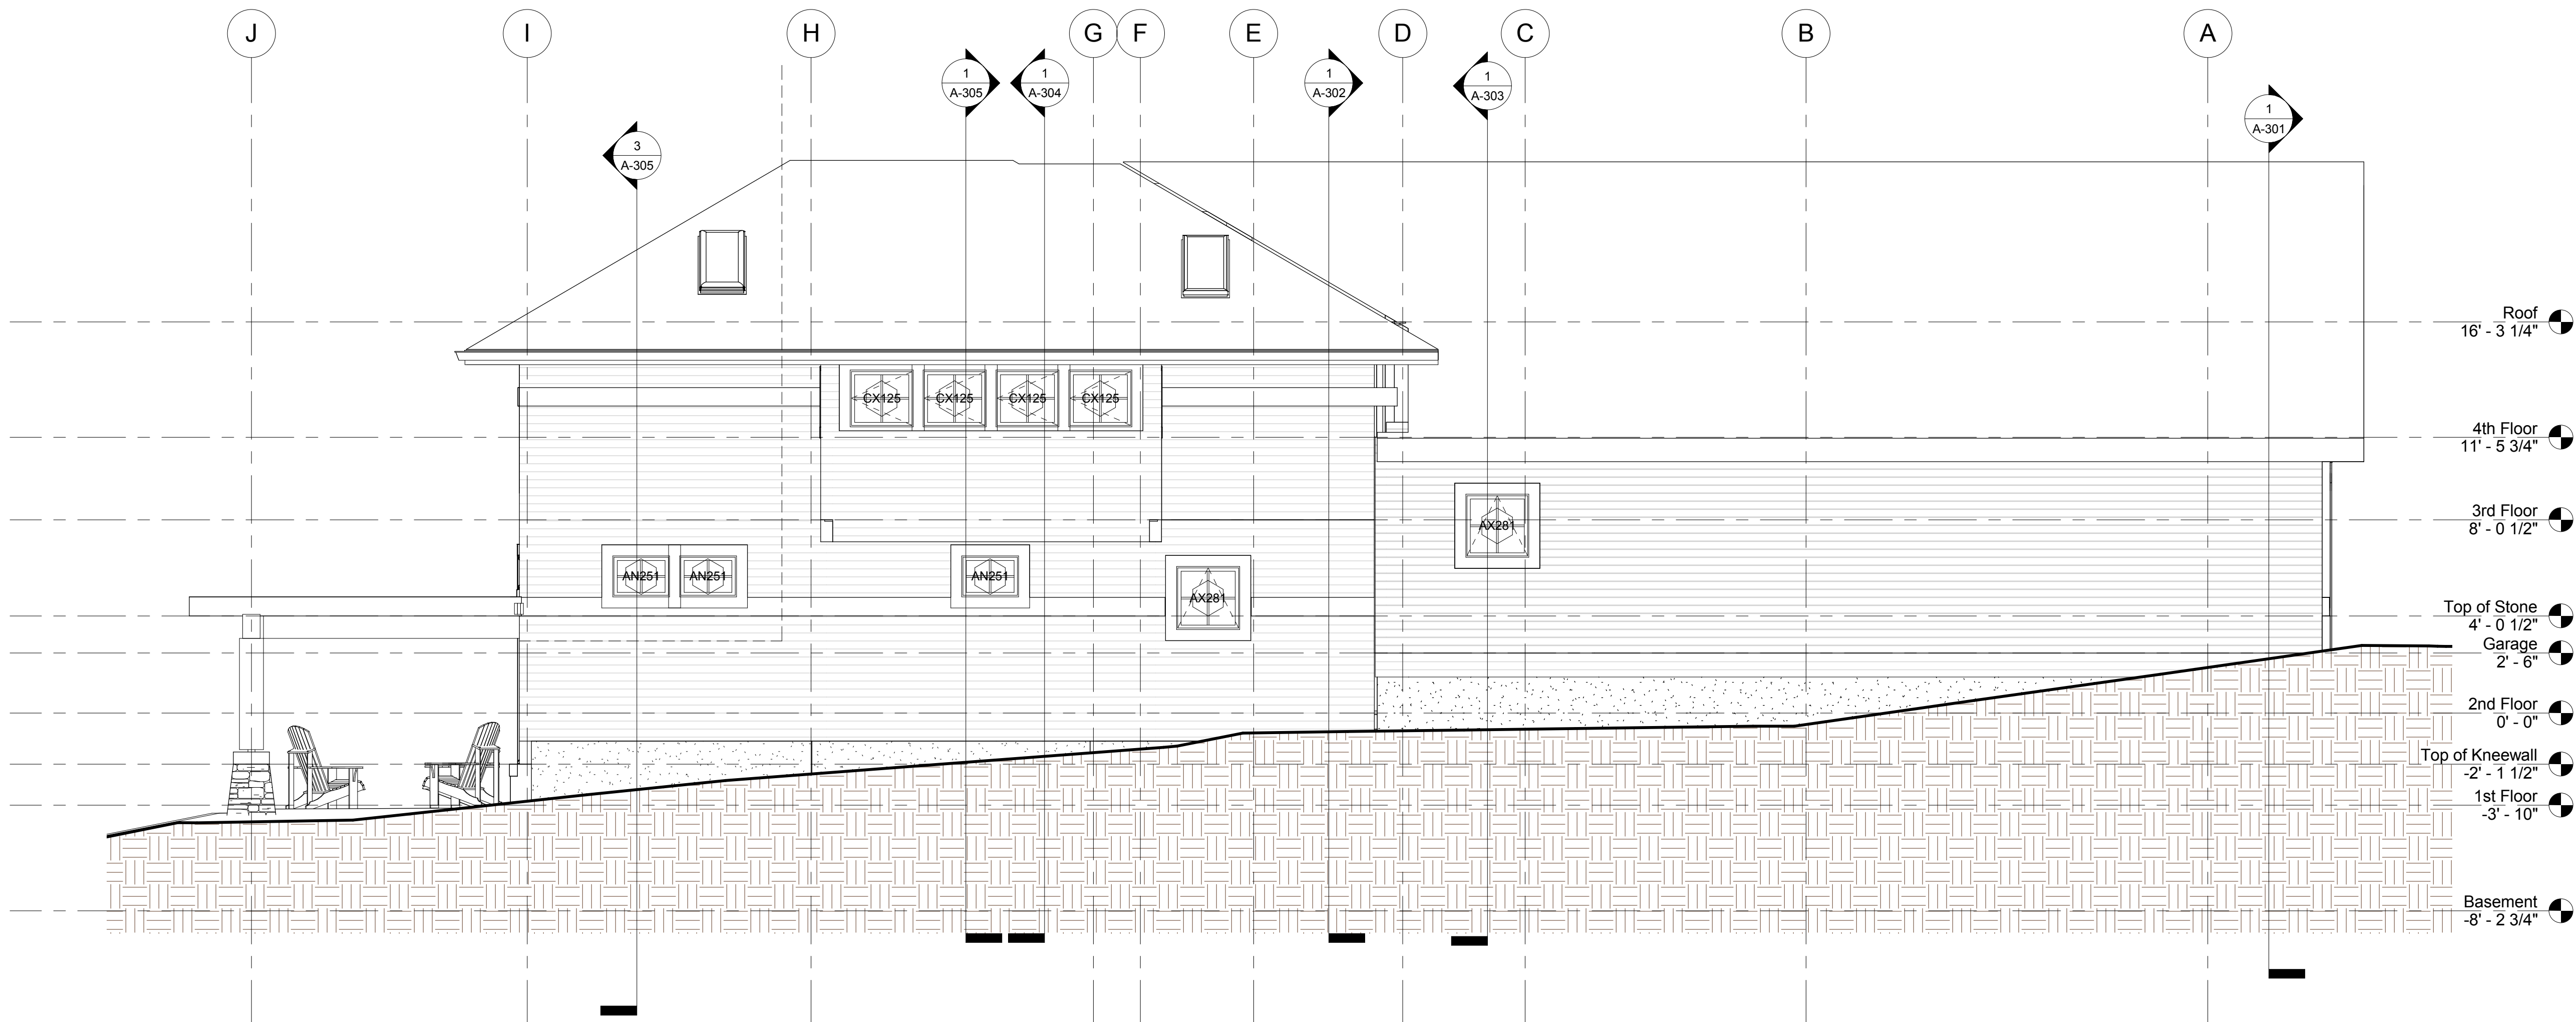 J
I
H
G
F
E
D
C
B
A
1
A-305
1
A-304
1
A-302
1
A-303
1
A-301
3
A-305
Roof
16' - 3 1/4"
CX125
CX125
CX125
CX125
4th Floor
11' - 5 3/4"
3rd Floor
8' - 0 1/2"
AX281
AN251
AN251
AN251
AX281
Top of Stone
4' - 0 1/2"
Garage
2' - 6"
2nd Floor
0' - 0"
Top of Kneewall
-2' - 1 1/2"
1st Floor
-3' - 10"
Basement
-8' - 2 3/4"